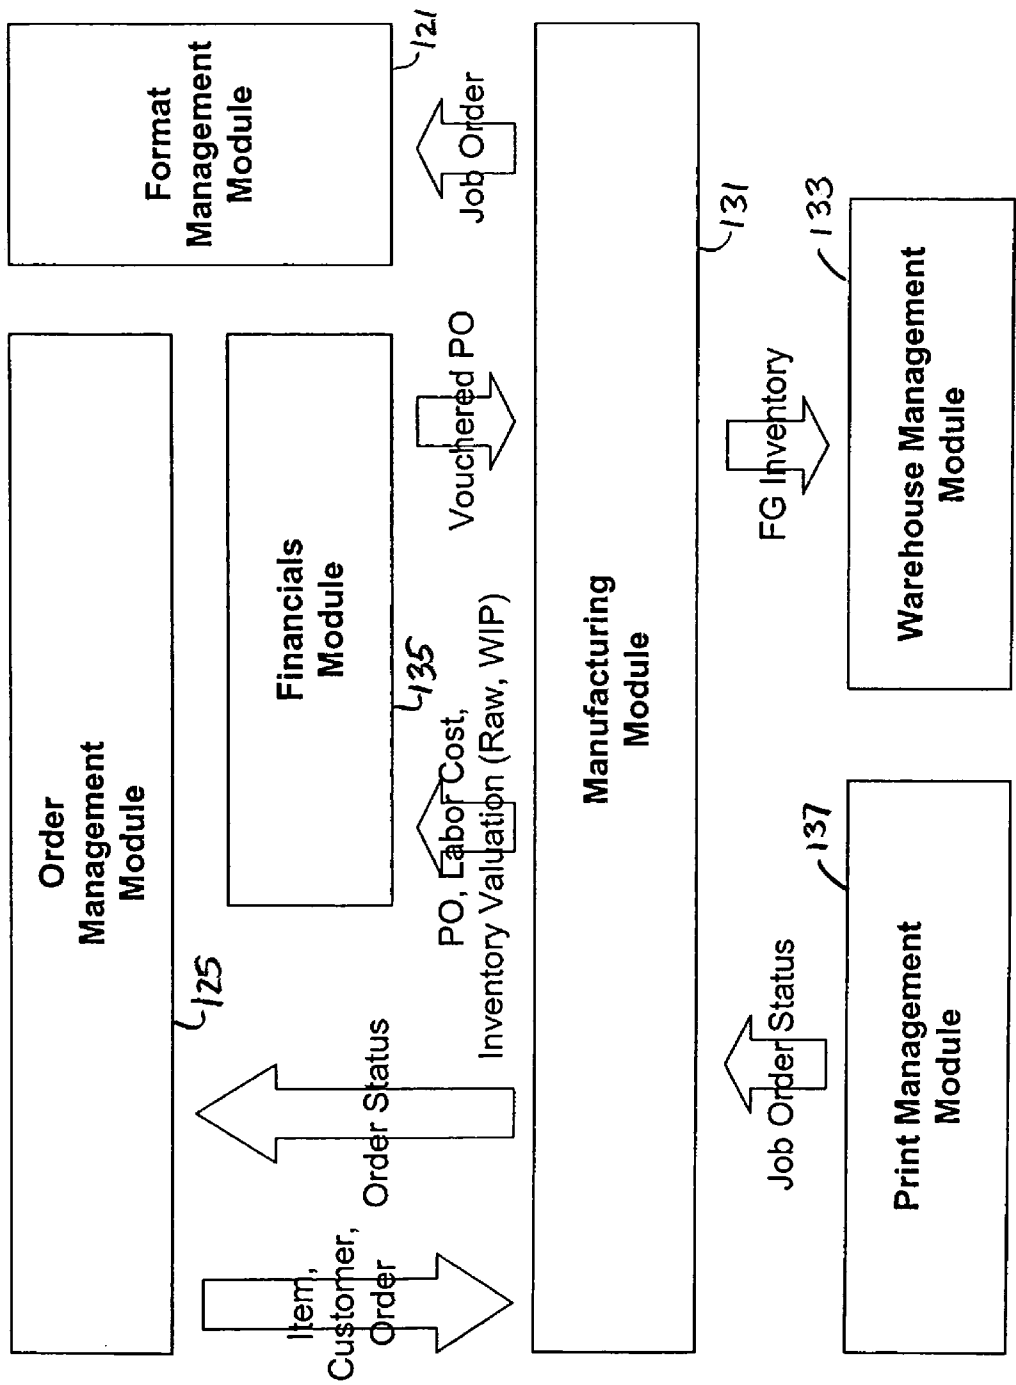 Order
Management
Module
125
Format
Management
Module
121
Financials
Module
135
Item,
Customer,
Order
Order Status
PO, Labor Cost,
Inventory Valuation (Raw, WIP)
Vouchered PO
Job Order
Manufacturing
Module
131
Job Order Status
FG Inventory
Print Management
Module
137
Warehouse Management
Module
133